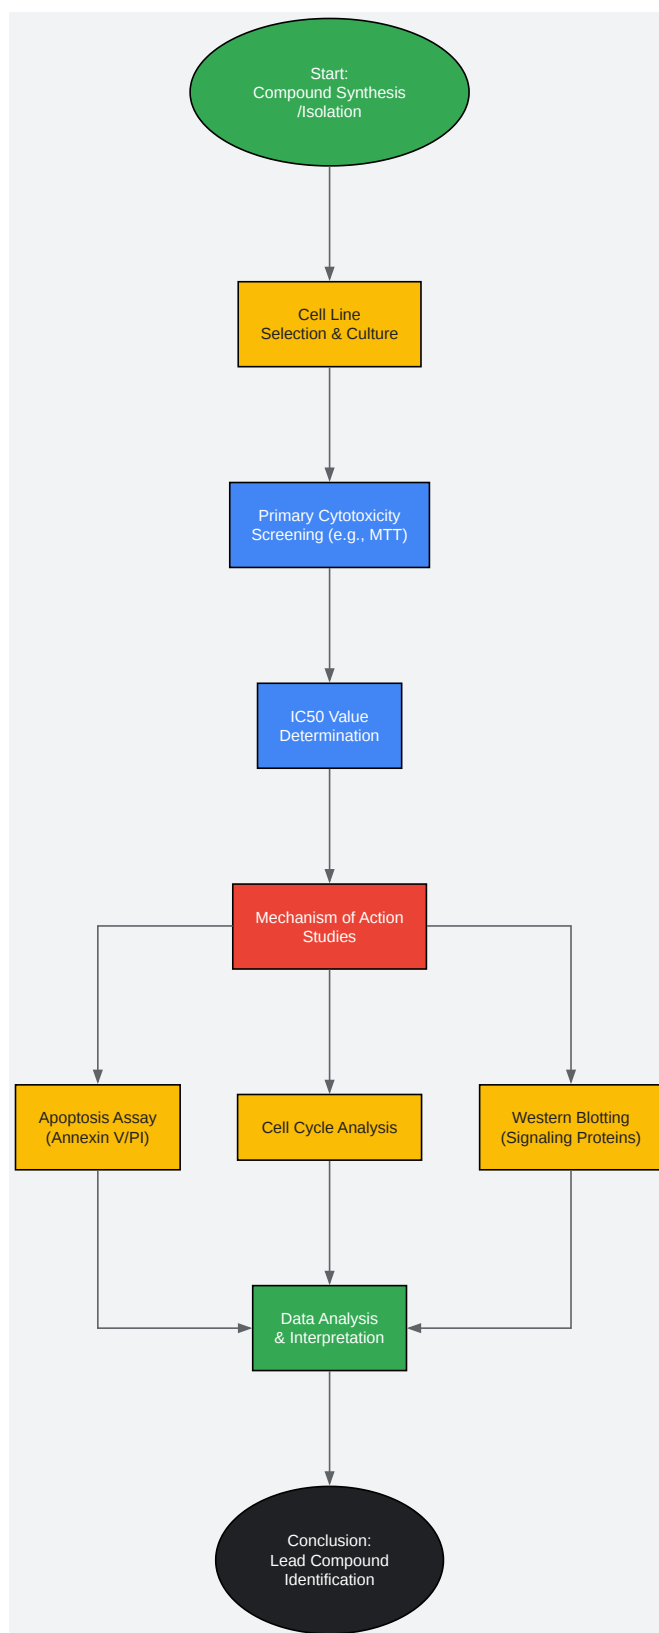 Start:
Compound Synthesis
/Isolation
Cell Line
Selection & Culture
Primary Cytotoxicity
Screening (e.g., MTT)
IC50 Value
Determination
Mechanism of Action
Studies
Apoptosis Assay
(Annexin V/PI)
Cell Cycle Analysis
Western Blotting
(Signaling Proteins)
Data Analysis
& Interpretation
Conclusion:
Lead Compound
Identification